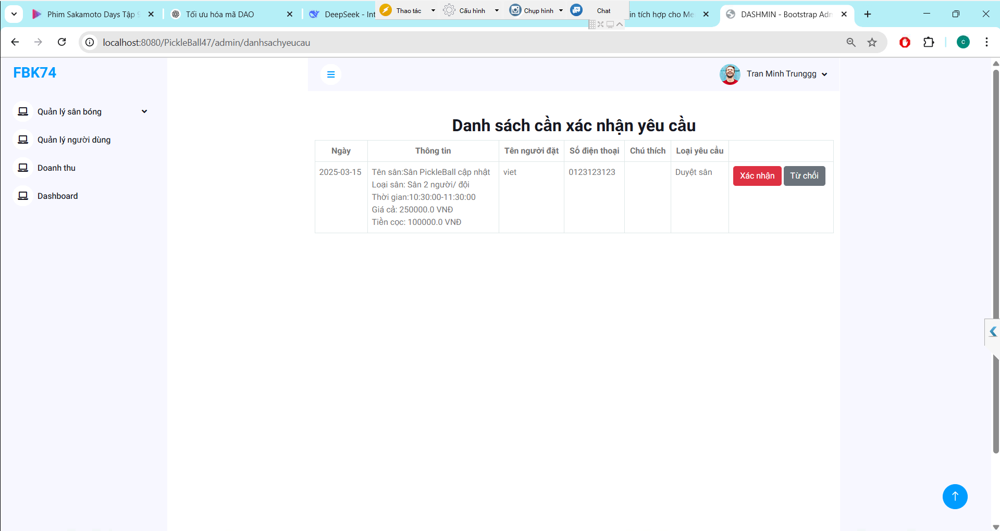 Phim Sakamoto Days Tập 9
Tối ưu hóa mã DAO
DeepSeek - Int
Thao tác
Cấu hình
Chụp hình
Chat
in tích hợp cho Me
DASHMIN - Bootstrap Adm
localhost:8080/PickleBall47/admin/danhsachyeucau
C
FBK74
Tran Minh Trunggg
Quản lý sân bóng
Quản lý người dùng
Doanh thu
Dashboard
Danh sách cần xác nhận yêu cầu
Ngày Thông tin Tên người đặt Số điện thoại Chú thích Loại yêu cầu
2025-03-15 Tên sân:Sân PickleBall cập nhật viet 0123123123 Duyệt sân Xác nhận Từ chối
Loại sân: Sân 2 người/ đội
Thời gian:10:30:00-11:30:00
Giá cả: 250000.0 VNĐ
Tiền cọc: 100000.0 VNĐ